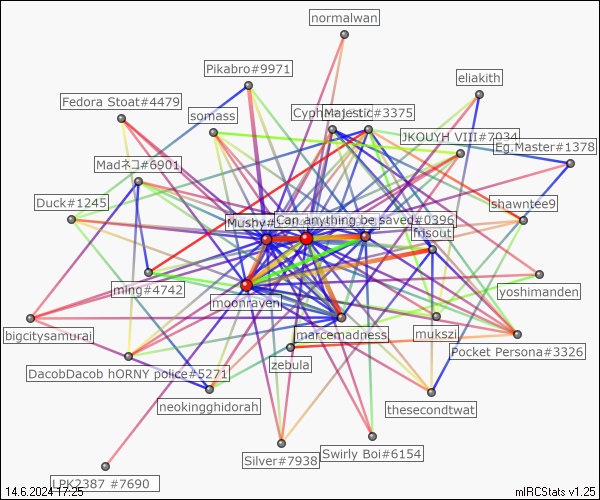 normalwan
Pikabro#9971
eliakith
Fedora Stoat#4479
somass
Majestic#3375
JKOUYH VIII#7034
Eg.Master#1378
Madネコ#6901
Duck#1245
shawntee9
Can anything be saved#0396
frisout
ming#4742
moonraven
yoshimanden
bigcitysamurai
marcemadness
mukszi
Pocket Persona#3326
zebula
DacobDacob hORNY police#5271
neokingghidorah
thesecondtwat
Silver#7938
Swirly Boi#6154
LPK2387 #7690
14.6.2024 17:25
mIRCStats v1.25